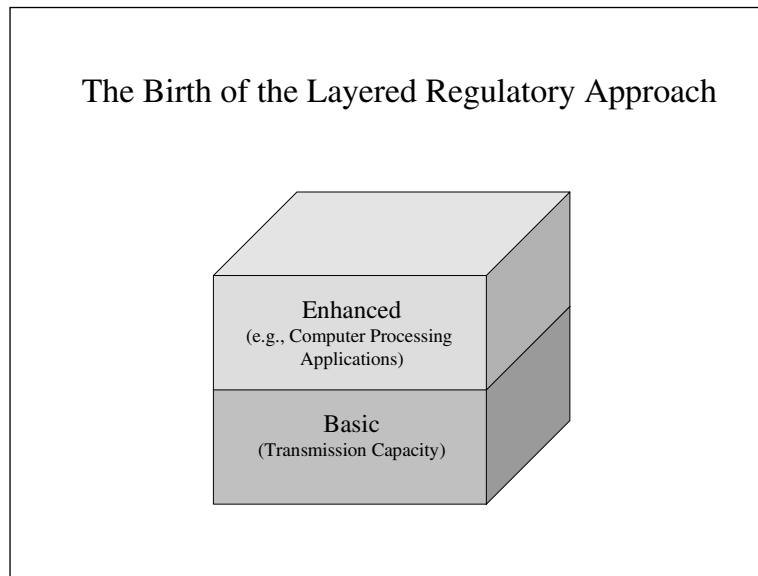 The Birth of the Layered Regulatory Approach
Enhanced
(e.g., Computer Processing
Applications)
Basic
(Transmission Capacity)